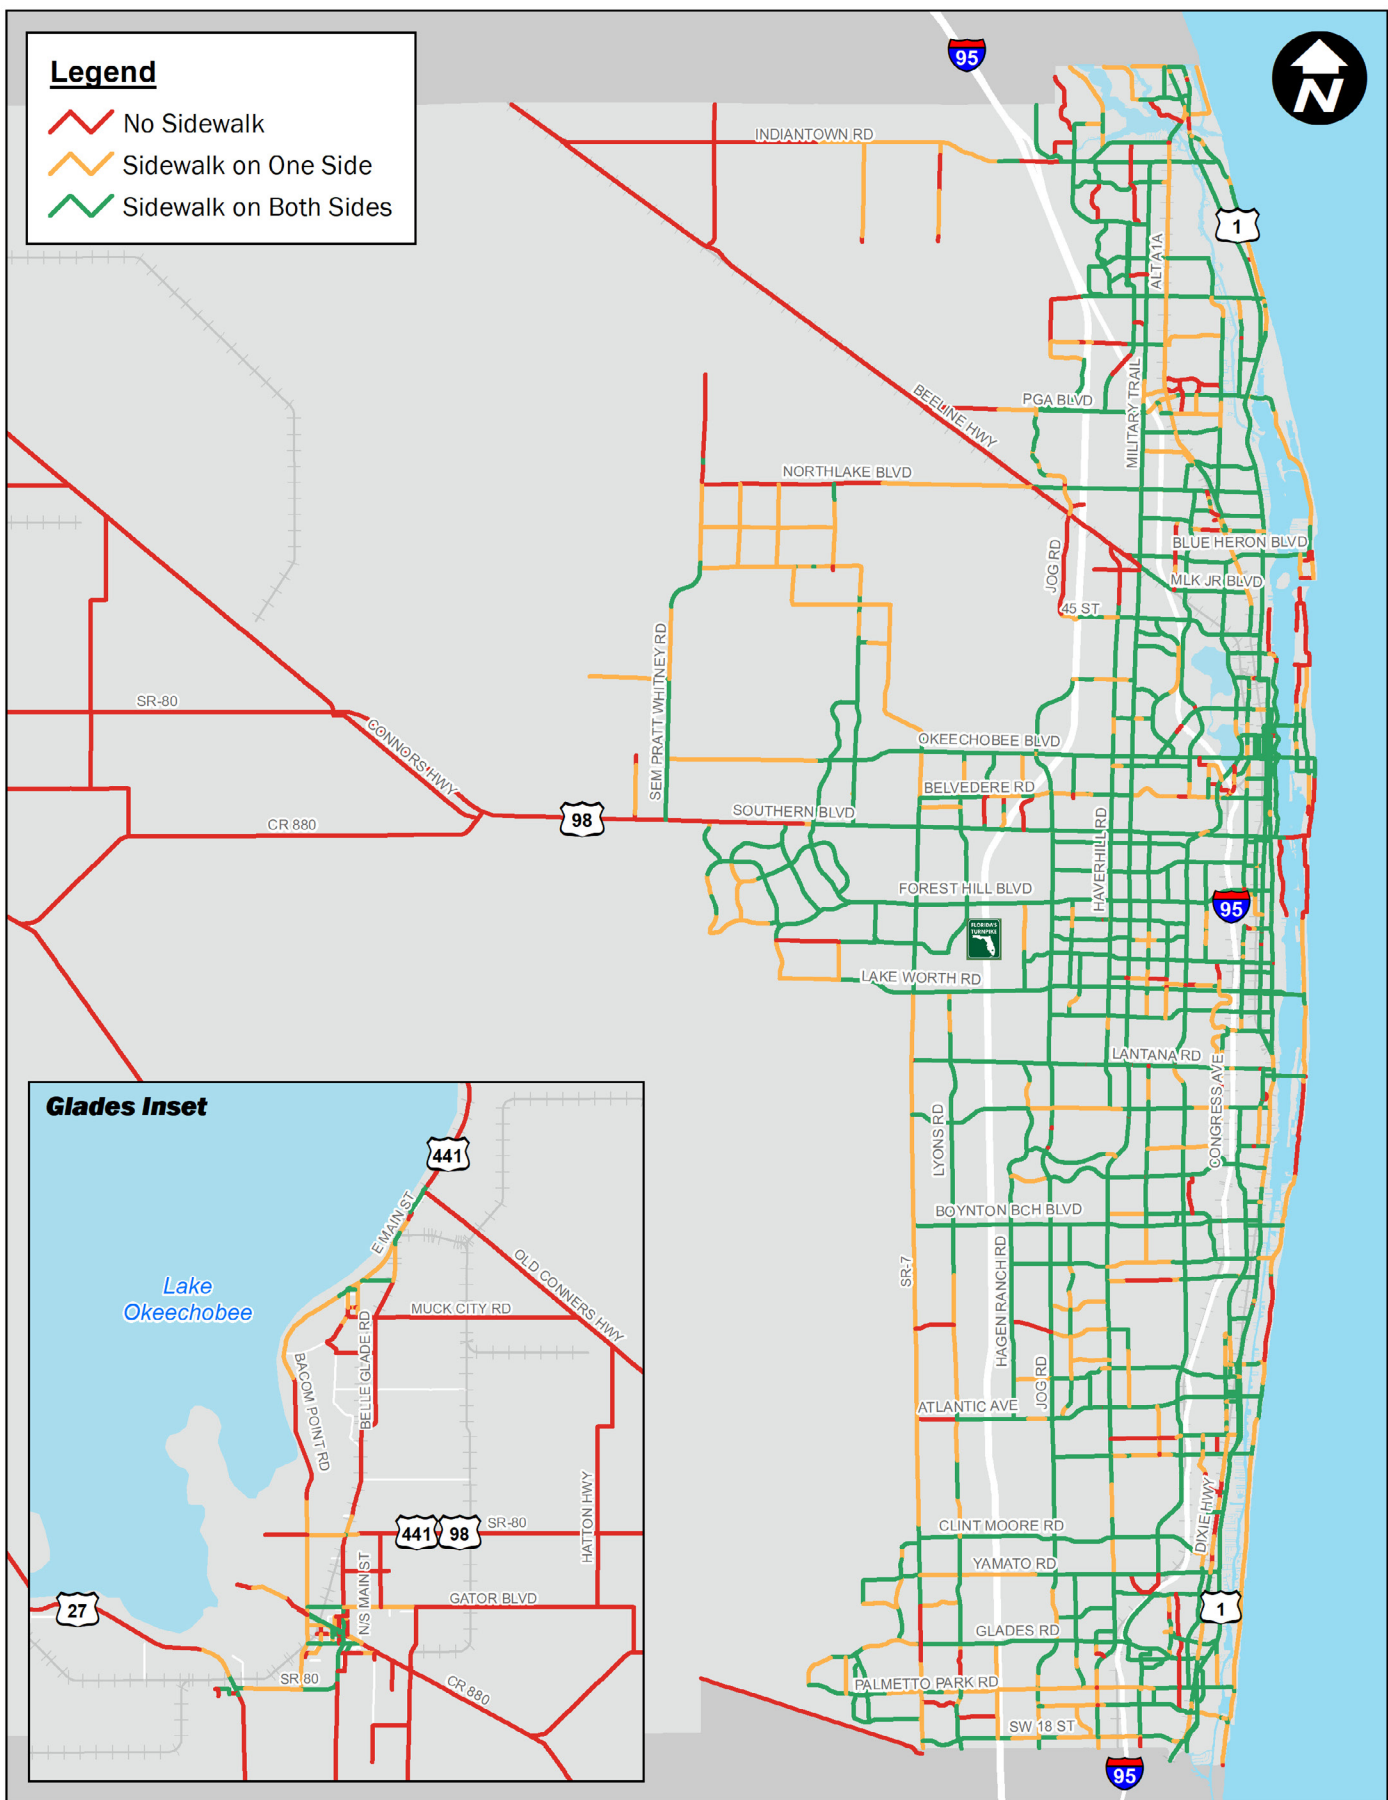 Legend
No Sidewalk
Sidewalk on One Side
Sidewalk on Both Sides
95
N
INDIANTOWN RD
1
ALT A1A
BEELINE HWY
PGA BLVD
MILITARY TRAIL
NORTHLAKE BLVD
BLUE HERON BLVD
JOG RD
MLK JR BLVD
45 ST
SEM PRATT WHITNEY RD
SR-80
CONNORS HWY
OKEECHOBEE BLVD
BELVEDERE RD
SOUTHERN BLVD
98
CR 880
HAVERHILL RD
FOREST HILL BLVD
95
FLORIDA'S
TURNPIKE
LAKE WORTH RD
LANTANA RD
CONGRESS AVE
LYONS RD
BOYNTON BCH BLVD
SR-7
HAGEN RANCH RD
JOG RD
ATLANTIC AVE
DIXIE HWY
CLINT MOORE RD
YAMATO RD
1
GLADES RD
PALMETTO PARK RD
SW 18 ST
95
Glades Inset
441
E MAIN ST
Lake
Okeechobee
OLD CONNERS HWY
MUCK CITY RD
BELLE GLADE RD
BACOM POINT RD
HATTON HWY
441
98
SR-80
N/S MAIN ST
GATOR BLVD
27
SR 80
CR 880